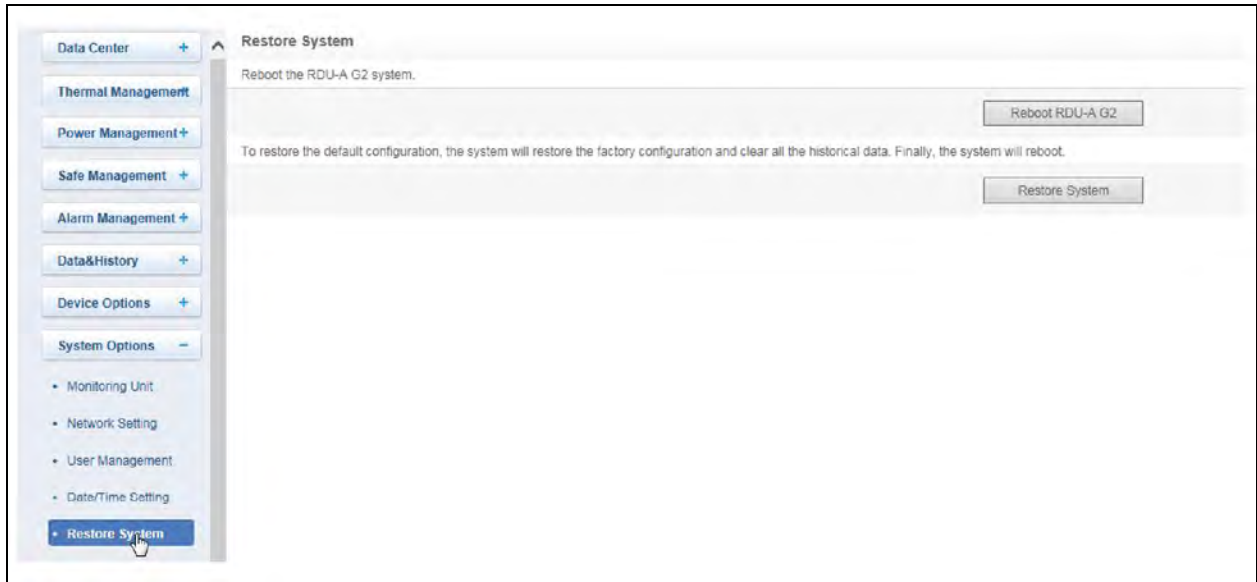 Data Center +
Thermal Management+
Power Management+
Safe Management +
Alarm Management +
Data&History +
Device Options +
System Options −
• Monitoring Unit
• Network Setting
• User Management
• Date/Time Setting
• Restore System
Restore System
Reboot the RDU-A G2 system.
Reboot RDU-A G2
To restore the default configuration, the system will restore the factory configuration and clear all the historical data. Finally, the system will reboot.
Restore System